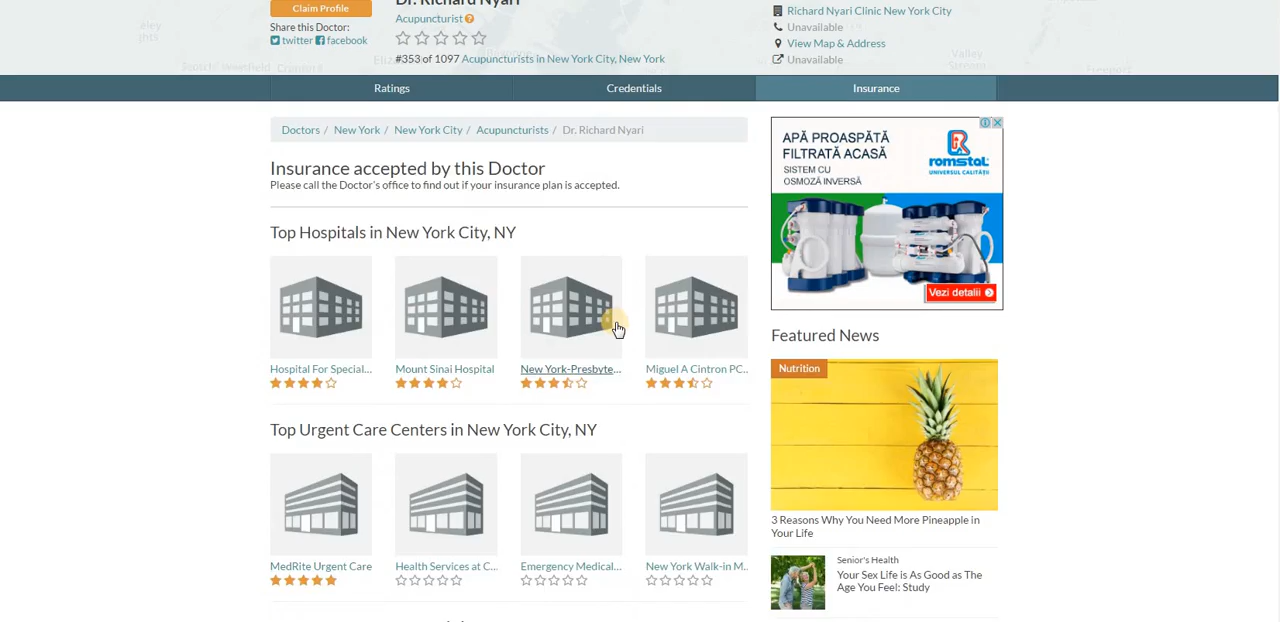 Claim Profile
Share this Doctor:
twitter facebook
Dr. Richard Nyari
Acupuncturist
#353 of 1097 Acupuncturists in New York City, New York
Richard Nyari Clinic New York City
Unavailable
View Map & Address
Unavailable
Valley
Stream
Ratings
Credentials
Insurance
Doctors / New York / New York City / Acupuncturists / Dr. Richard Nyari
Insurance accepted by this Doctor
Please call the Doctor's office to find out if your insurance plan is accepted.
Top Hospitals in New York City, NY
Hospital For Special...
Mount Sinai Hospital
New York-Presbyte...
Miguel A Cintron PC...
Top Urgent Care Centers in New York City, NY
MedRite Urgent Care
Health Services at C...
Emergency Medical...
New York Walk-in M...
APĂ PROASPĂTĂ
FILTRATĂ ACASĂ
SISTEM CU
OSMOZĂ INVERSĂ
romstal
UNIVERSUL CALITĂȚII
Vezi detalii
Featured News
Nutrition
3 Reasons Why You Need More Pineapple in
Your Life
Senior's Health
Your Sex Life is As Good as The
Age You Feel: Study